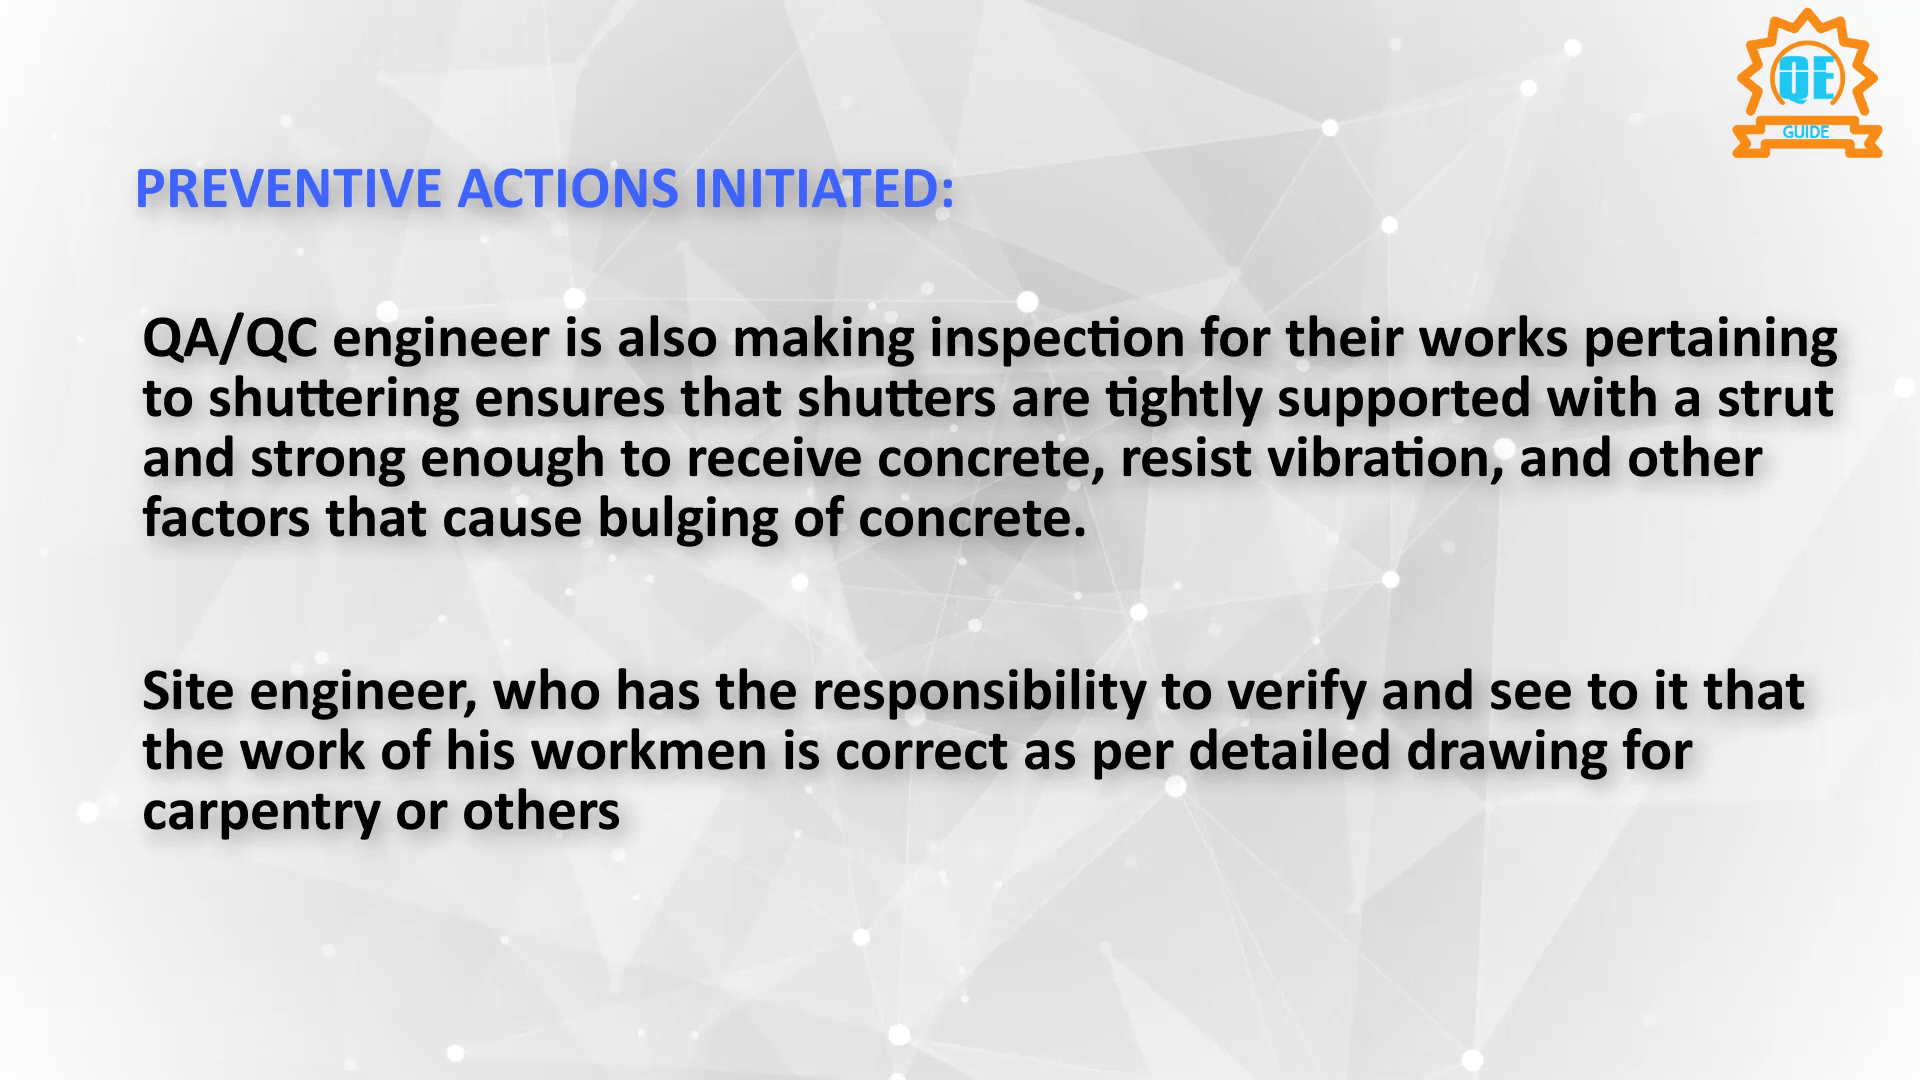 QE
GUIDE
PREVENTIVE ACTIONS INITIATED:
QA/QC engineer is also making inspection for their works pertaining
to shuttering ensures that shutters are tightly supported with a strut
and strong enough to receive concrete, resist vibration, and other
factors that cause bulging of concrete.
Site engineer, who has the responsibility to verify and see to it that
the work of his workmen is correct as per detailed drawing for
carpentry or others